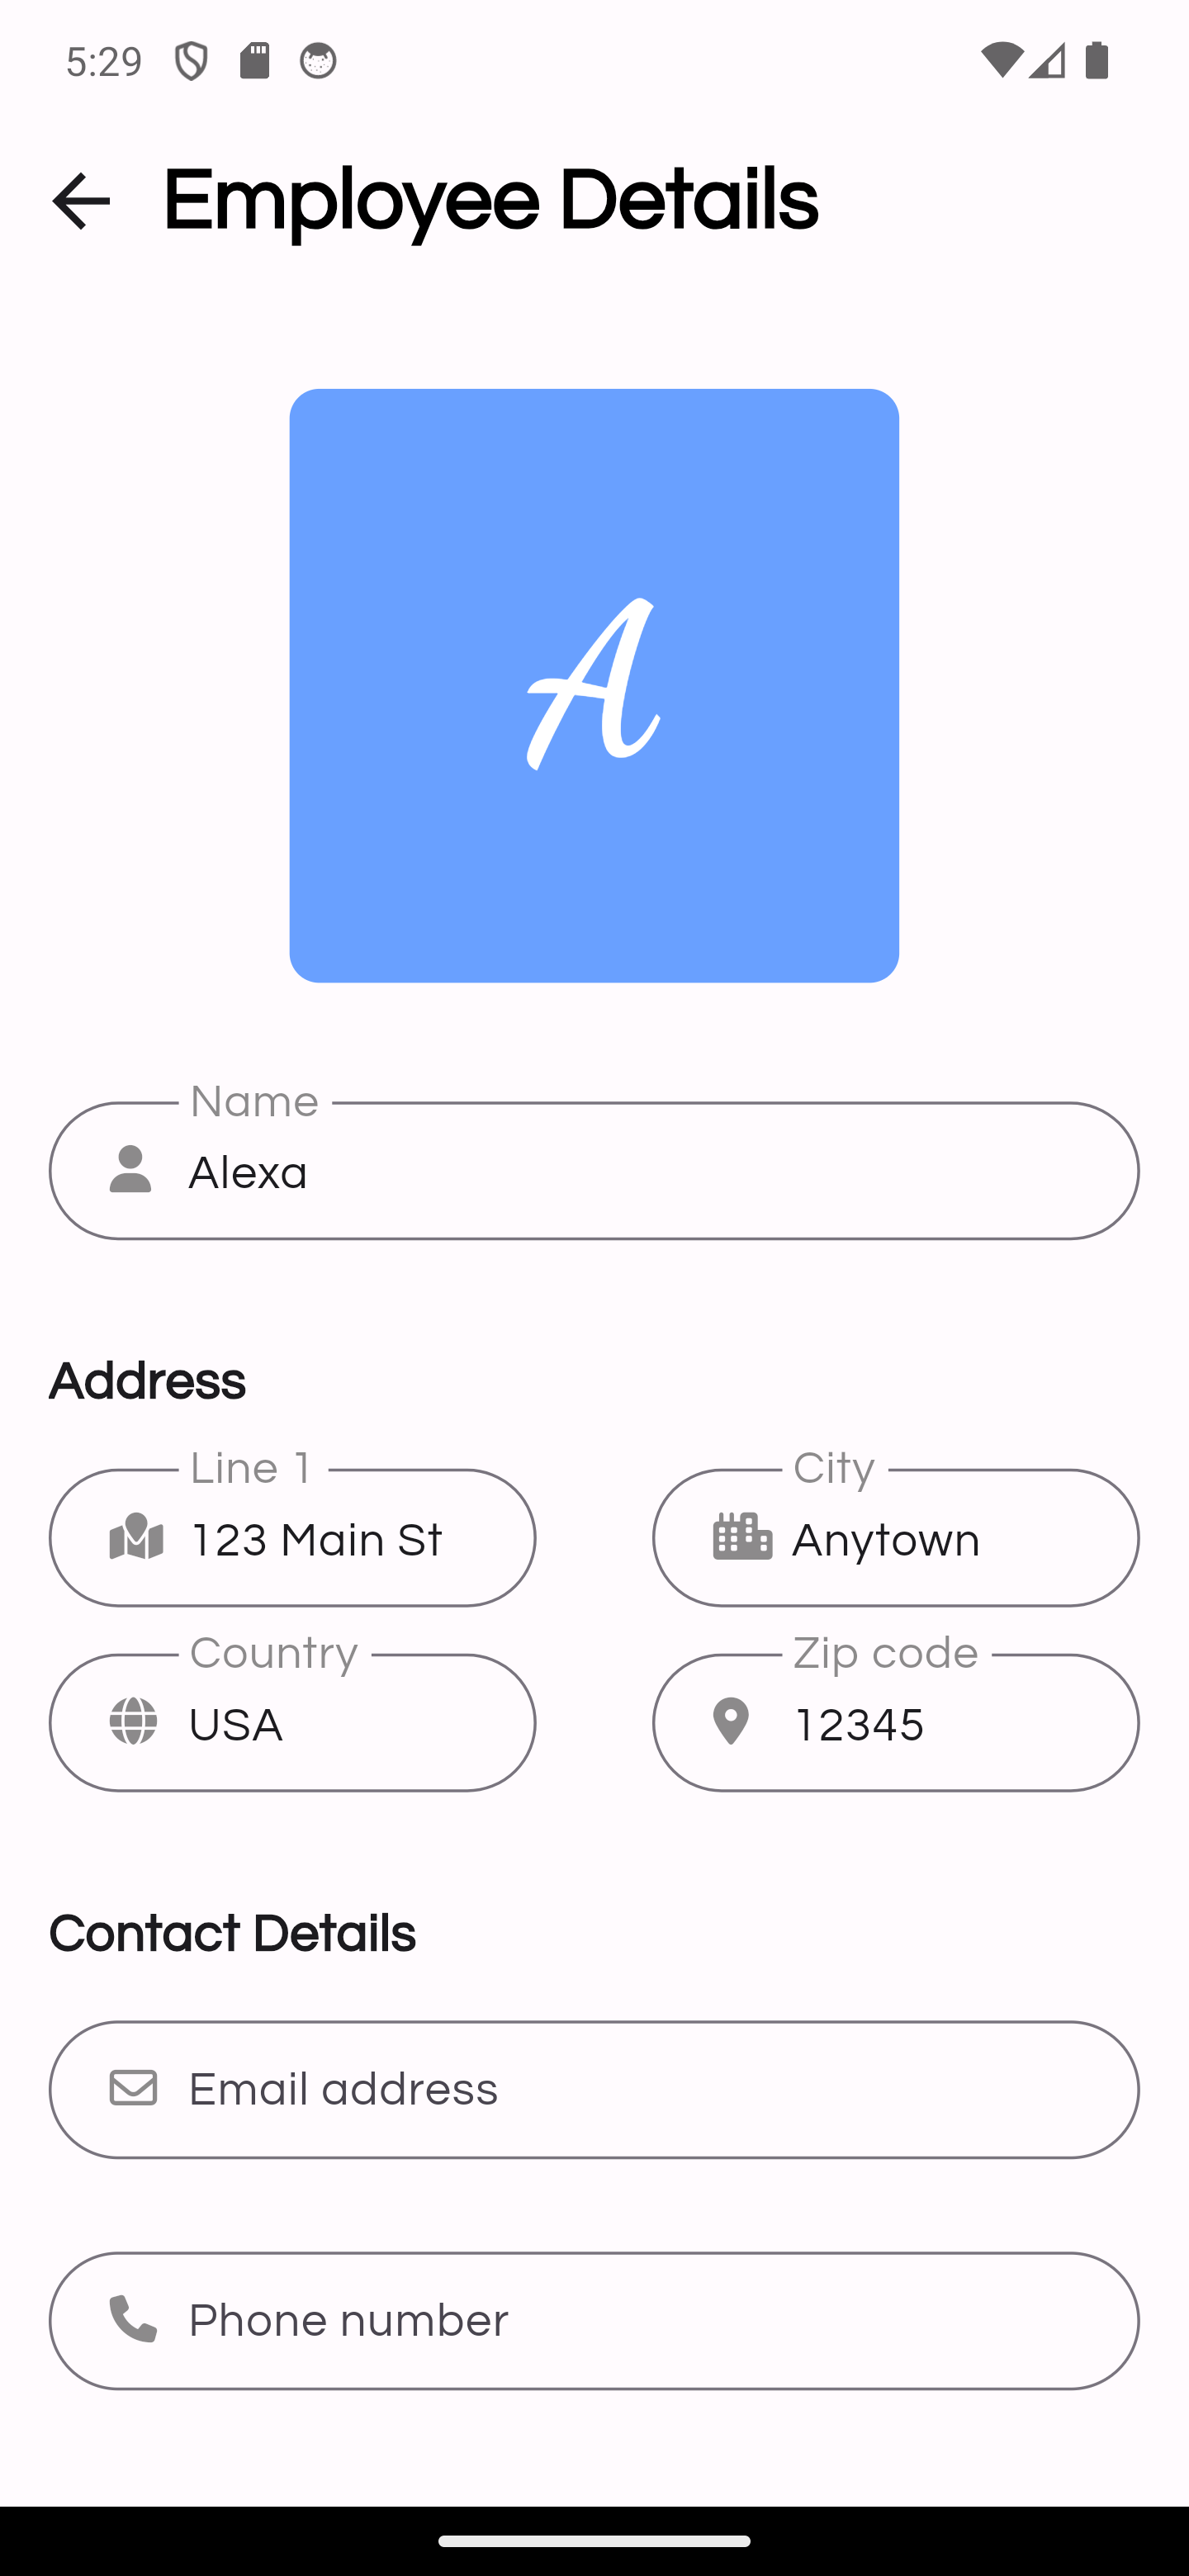 5:29
Employee Details
A
Name
Alexa
Address
Line 1
123 Main St
City
Anytown
Country
USA
Zip code
12345
Contact Details
Email address
Phone number